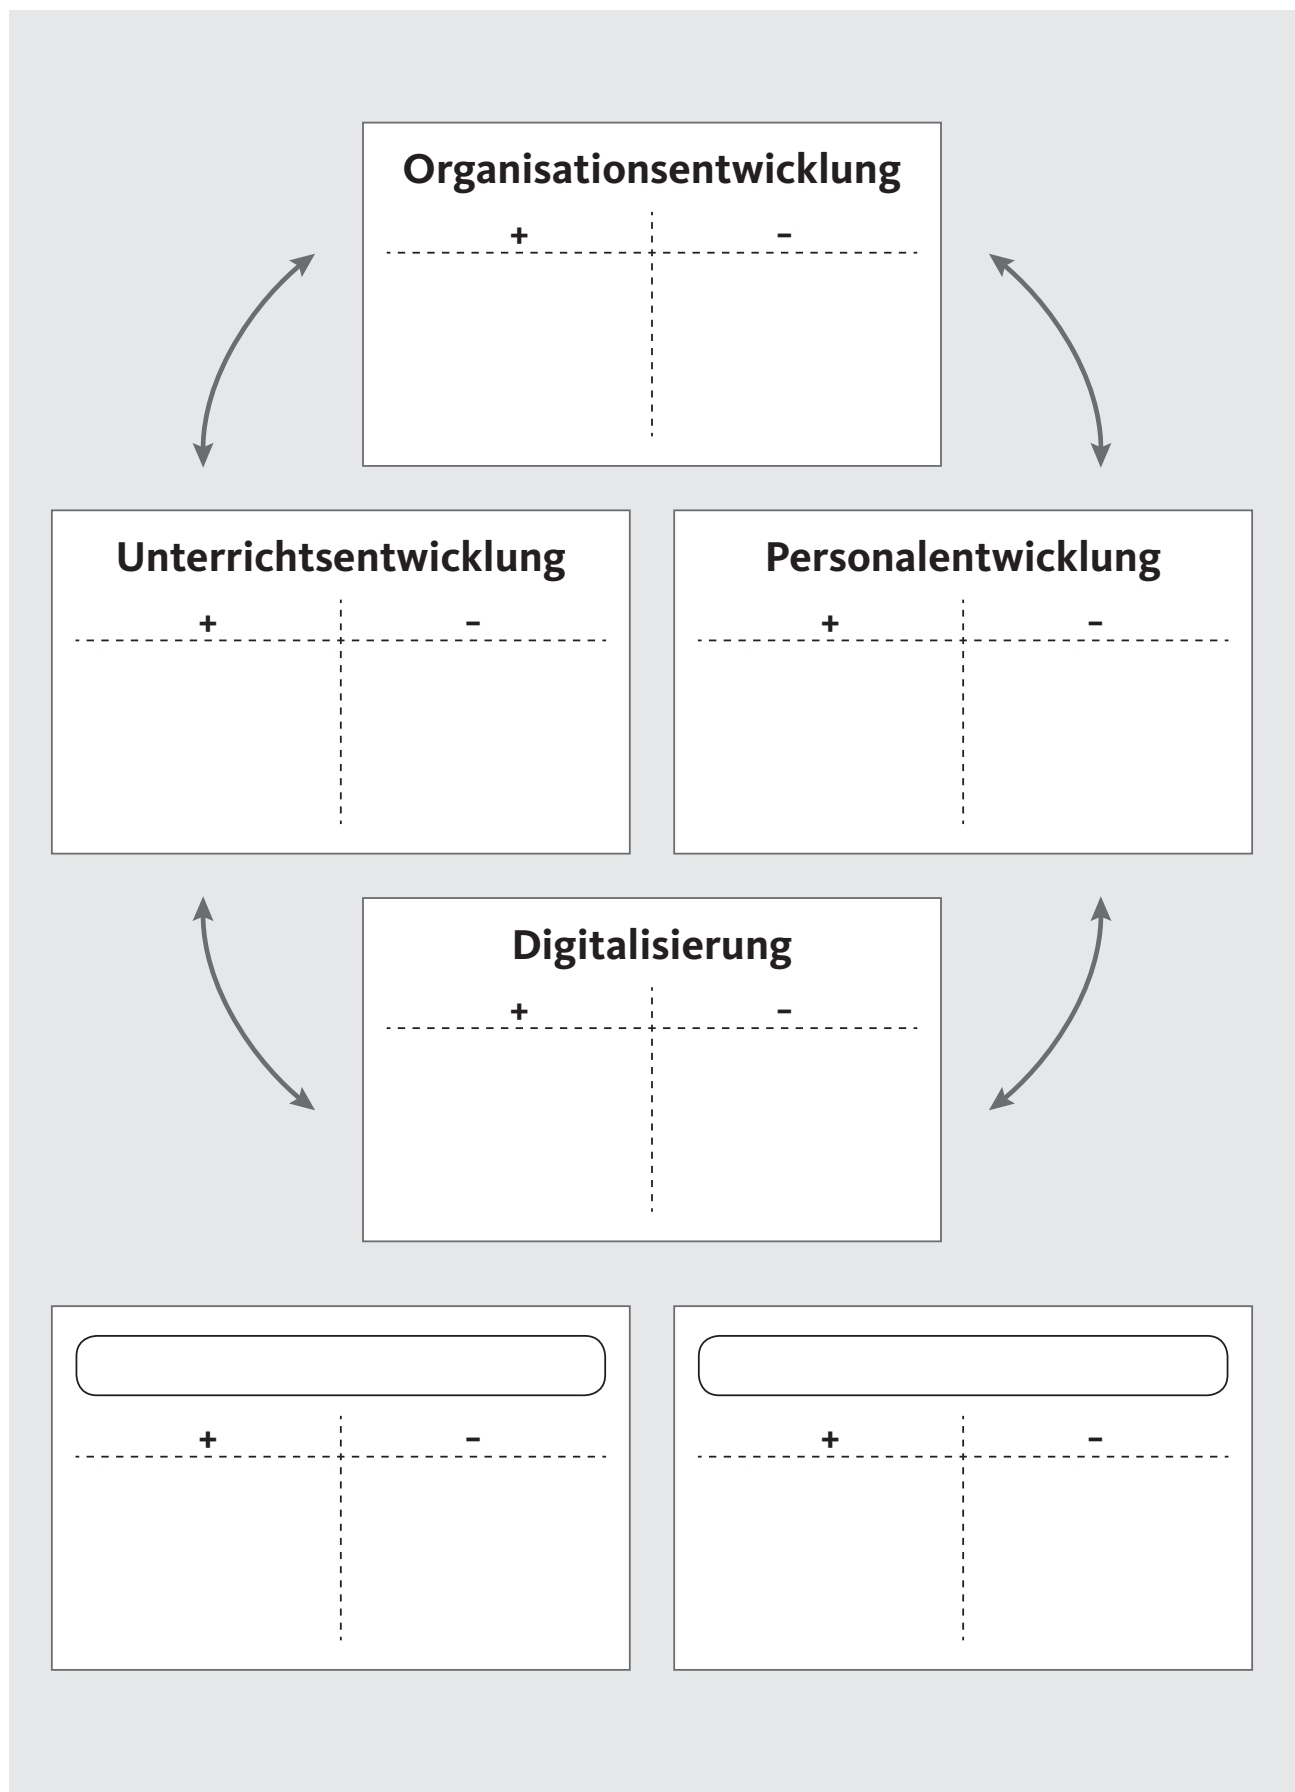 Organisationsentwicklung
+ –
Unterrichtsentwicklung
+ –
Personalentwicklung
+ –
Digitalisierung
+ –
+ –
+ –